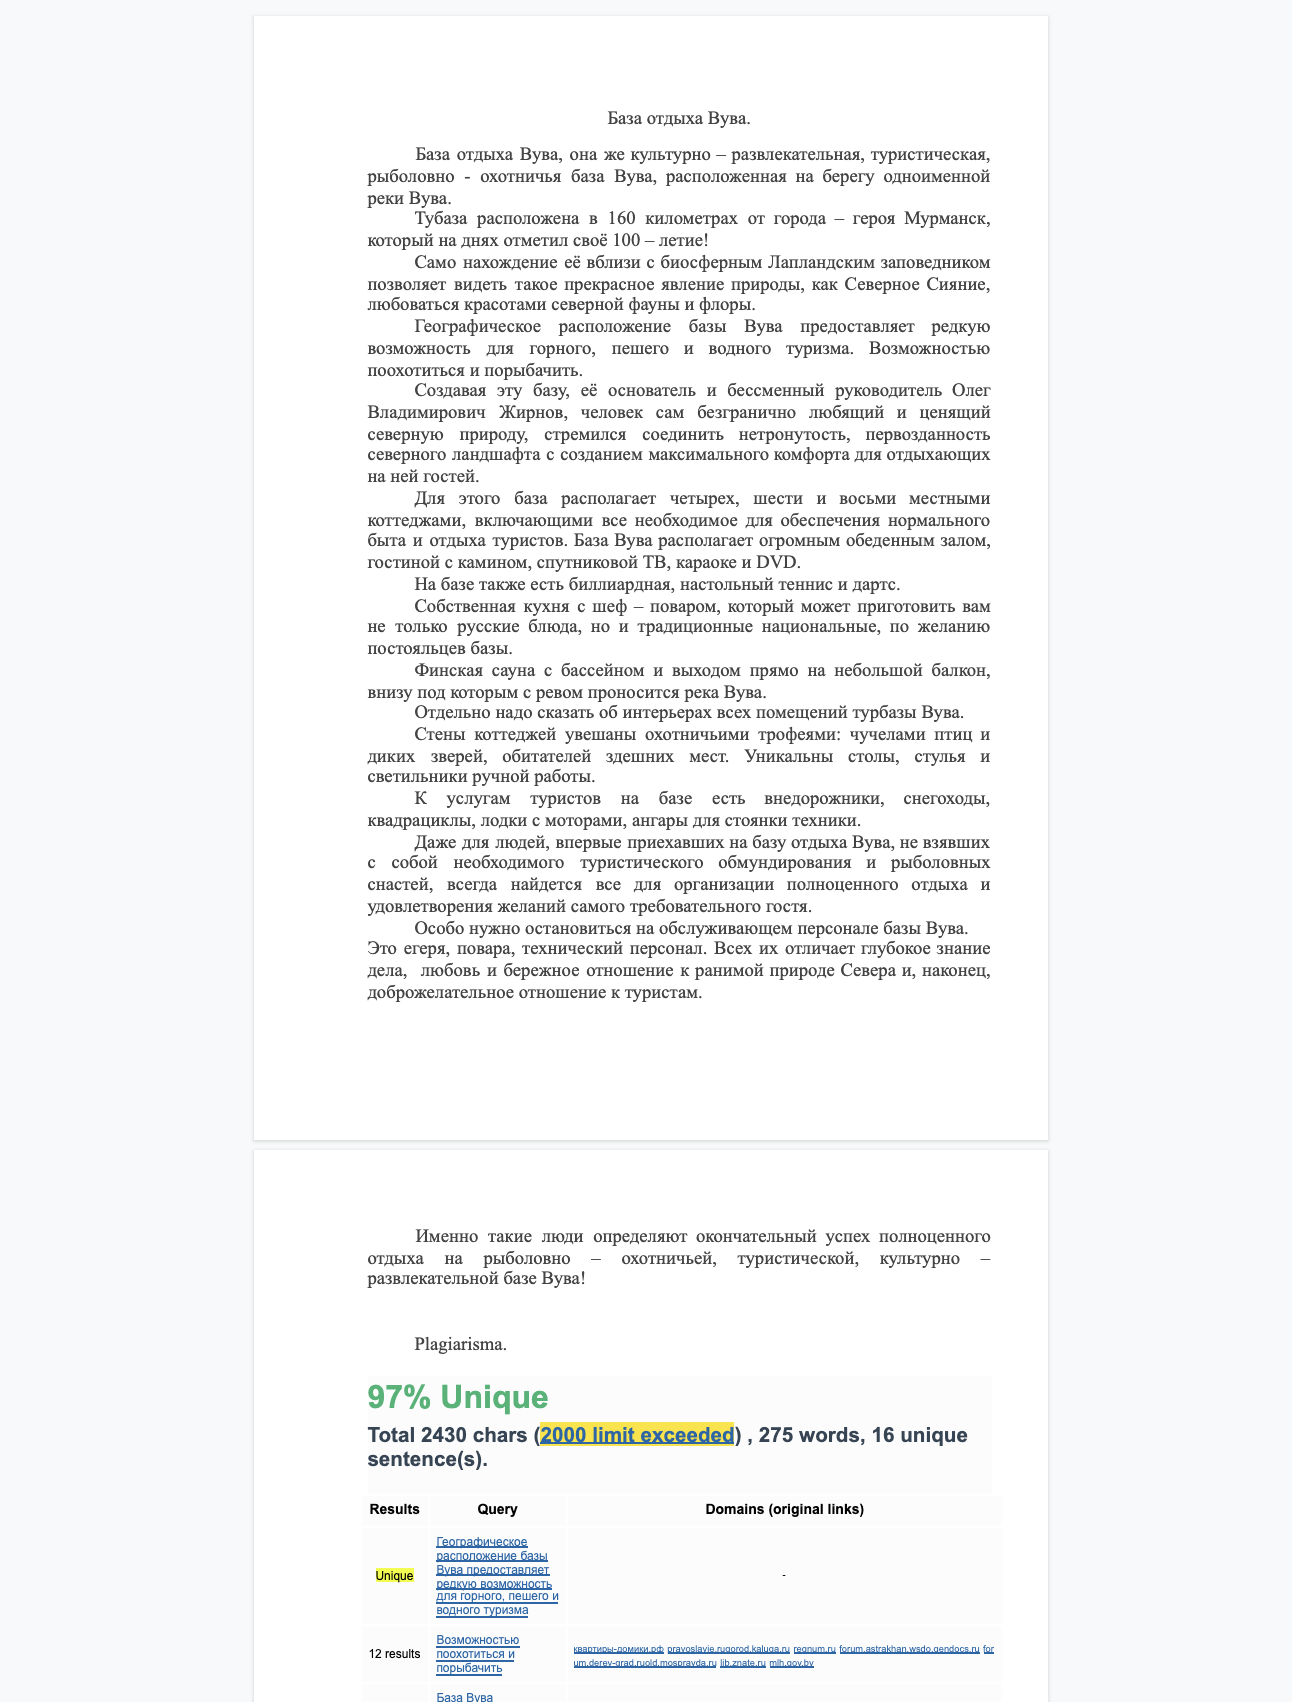 База отдыха Вува.
База отдыха Вува, она же культурно – развлекательная, туристическая,
рыболовно - охотничья база Вува, расположенная на берегу одноименной
реки Вува.
Тубаза расположена в 160 километрах от города – героя Мурманск,
который на днях отметил своё 100 – летие!
Само нахождение её вблизи с биосферным Лапландским заповедником
позволяет видеть такое прекрасное явление природы, как Северное Сияние,
любоваться красотами северной фауны и флоры.
Географическое расположение базы Вува предоставляет редкую
возможность для горного, пешего и водного туризма. Возможностью
поохотиться и порыбачить.
Создавая эту базу, её основатель и бессменный руководитель Олег
Владимирович Жирнов, человек сам безгранично любящий и ценящий
северную природу, стремился соединить нетронутость, первозданность
северного ландшафта с созданием максимального комфорта для отдыхающих
на ней гостей.
Для этого база располагает четырех, шести и восьми местными
коттеджами, включающими все необходимое для обеспечения нормального
быта и отдыха туристов. База Вува располагает огромным обеденным залом,
гостиной с камином, спутниковой ТВ, караоке и DVD.
На базе также есть биллиардная, настольный теннис и дартс.
Собственная кухня с шеф – поваром, который может приготовить вам
не только русские блюда, но и традиционные национальные, по желанию
постояльцев базы.
Финская сауна с бассейном и выходом прямо на небольшой балкон,
внизу под которым с ревом проносится река Вува.
Отдельно надо сказать об интерьерах всех помещений турбазы Вува.
Стены коттеджей увешаны охотничьими трофеями: чучелами птиц и
диких зверей, обитателей здешних мест. Уникальны столы, стулья и
светильники ручной работы.
К услугам туристов на базе есть внедорожники, снегоходы,
квадрациклы, лодки с моторами, ангары для стоянки техники.
Даже для людей, впервые приехавших на базу отдыха Вува, не взявших
с собой необходимого туристического обмундирования и рыболовных
снастей, всегда найдется все для организации полноценного отдыха и
удовлетворения желаний самого требовательного гостя.
Особо нужно остановиться на обслуживающем персонале базы Вува.
Это егеря, повара, технический персонал. Всех их отличает глубокое знание
дела, любовь и бережное отношение к ранимой природе Севера и, наконец,
доброжелательное отношение к туристам.
Именно такие люди определяют окончательный успех полноценного
отдыха на рыболовно – охотничьей, туристической, культурно –
развлекательной базе Вува!
Plagiarisma.
97% Unique
Total 2430 chars (2000 limit exceeded) , 275 words, 16 unique
sentence(s).
Results Query Domains (original links)
Географическое
расположение базы
Вува предоставляет
редкую возможность
для горного, пешего и
водного туризма
Unique -
Возможностью
поохотиться и
порыбачить
12 results
квартиры-домики.рф pravoslavie.rugorod.kaluga.ru regnum.ru forum.astrakhan.wsdo.gendocs.ru for
um.derev-grad.ruold.mospravda.ru lib.znate.ru mlh.gov.by
База Вува